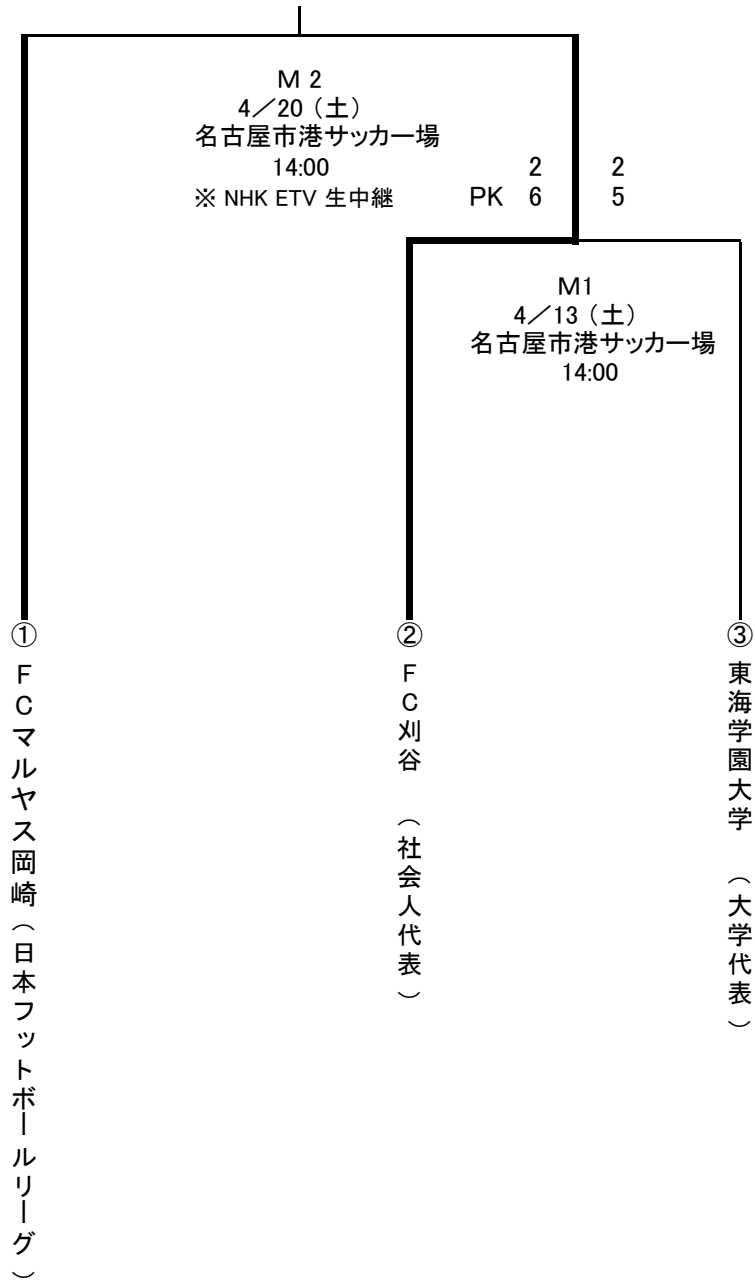 M 2
4/20（土）
名古屋市港サッカー場
14:00
※ NHK ETV 生中継
2 2
PK 6 5
M1
4/13（土）
名古屋市港サッカー場
14:00
① FCマルヤス岡崎（日本フットボールリーグ）
② FC刈谷 （社会人代表）
③ 東海学園大学 （大学代表）